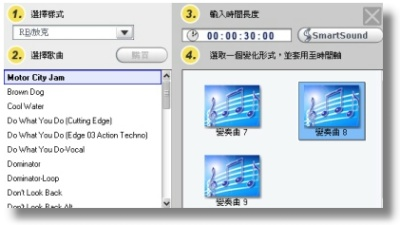 1. 選擇樣式
R&B/放克
2. 選擇歌曲
Motor City Jam
Brown Dog
Cool Water
Do What You Do (Cutting Edge)
Do What You Do (Edge 03 Action Techno)
Do What You Do-Vocal
Dominator
Dominator-Loop
Don't Look Back
Don't Look Back Alt
3. 輸入時間長度
00:00:30:00
SmartSound
4. 選取一個變化形式，並套用至時間軸
變奏曲 7
變奏曲 8
變奏曲 9